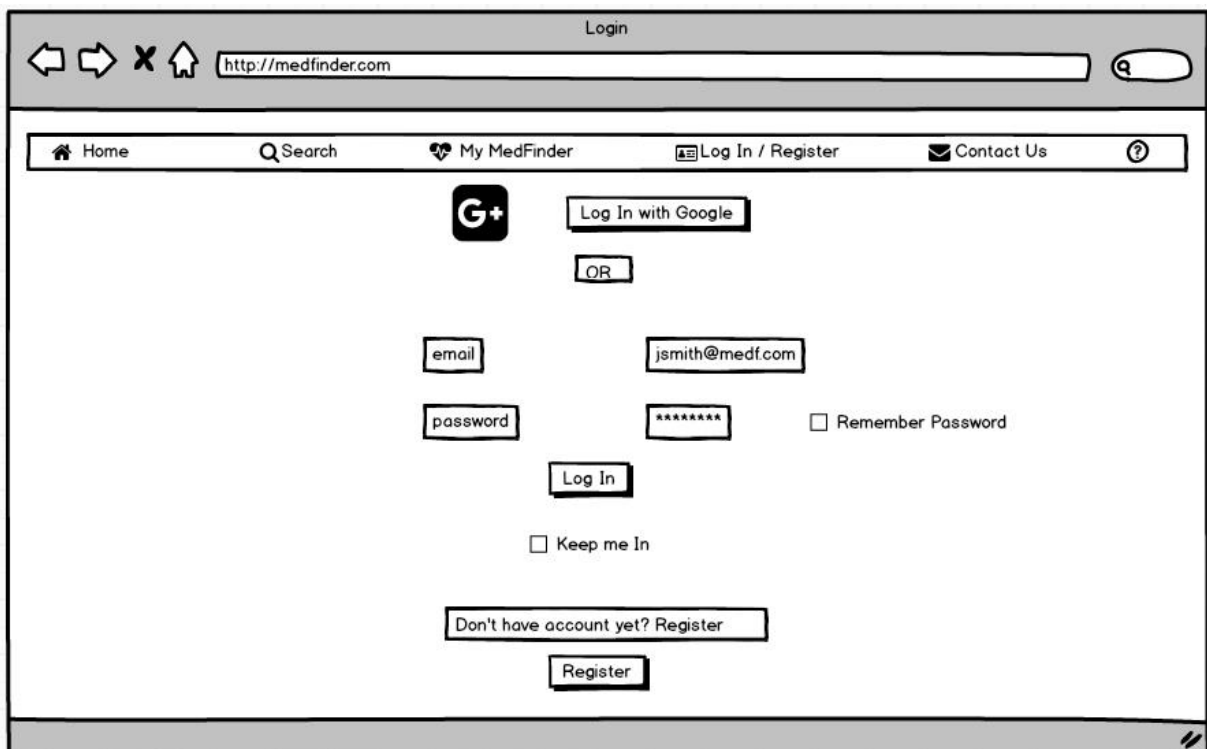 Login
http://medfinder.com
Home Search My MedFinder Log In / Register Contact Us ?
G+ Log In with Google
OR
email jsmith@medf.com
password ******** Remember Password
Log In
Keep me In
Don't have account yet? Register
Register